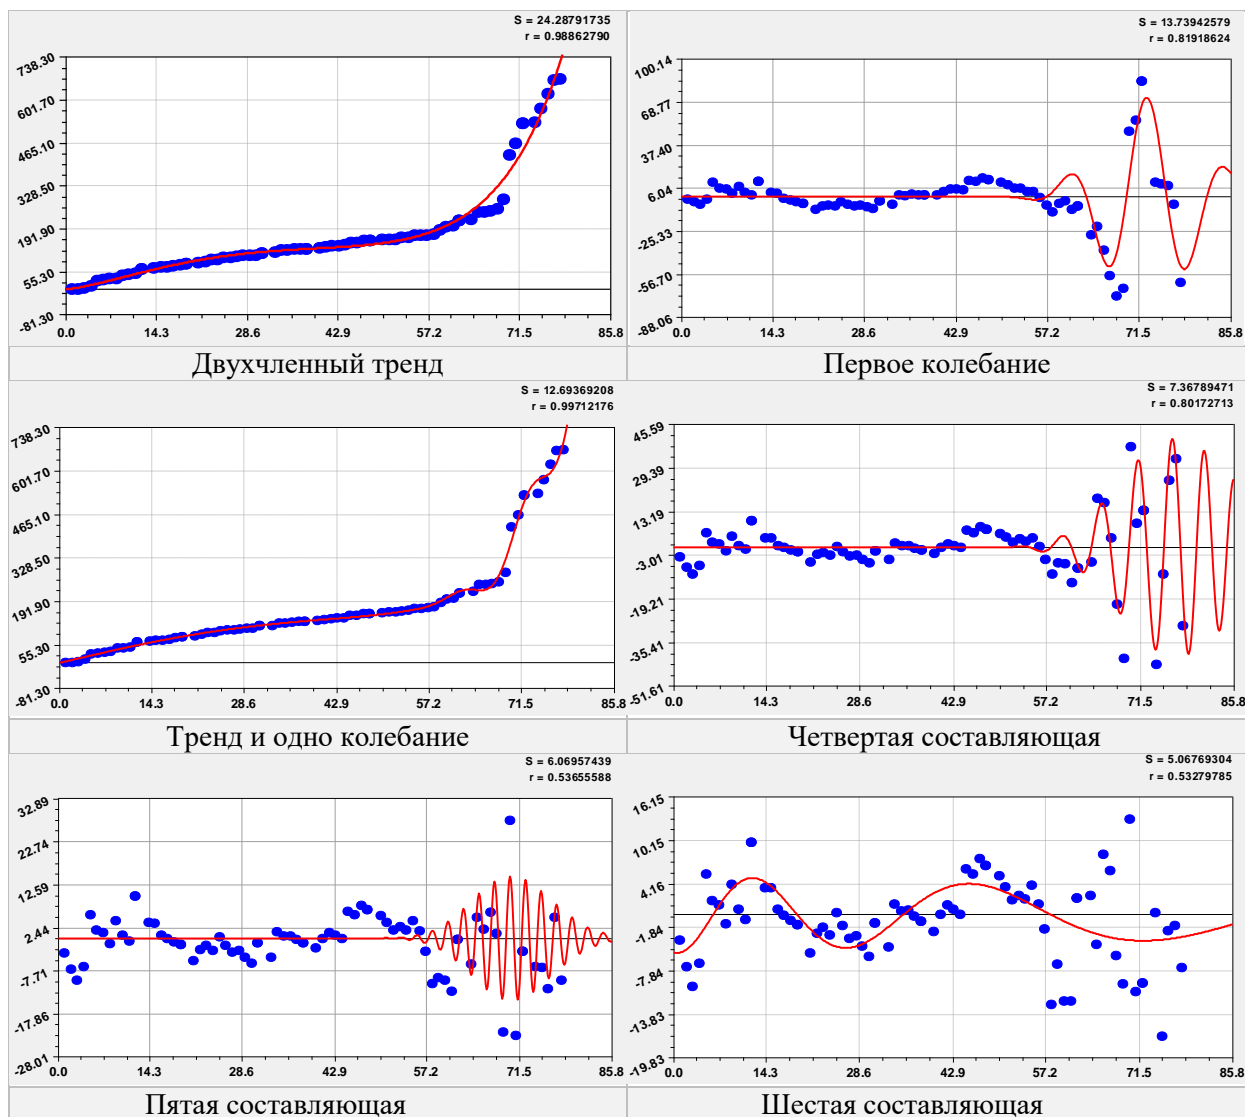 S = 24.28791735
r = 0.98862790
738.30
601.70
465.10
328.50
191.90
55.30
-81.30
0.0 14.3 28.6 42.9 57.2 71.5 85.8
Двухчленный тренд
S = 13.73942579
r = 0.81918624
100.14
68.77
37.40
6.04
-25.33
-56.70
-88.06
0.0 14.3 28.6 42.9 57.2 71.5 85.8
Первое колебание
S = 12.69369208
r = 0.99712176
738.30
601.70
465.10
328.50
191.90
55.30
-81.30
0.0 14.3 28.6 42.9 57.2 71.5 85.8
Тренд и одно колебание
S = 7.36789471
r = 0.80172713
45.59
29.39
13.19
-3.01
-19.21
-35.41
-51.61
0.0 14.3 28.6 42.9 57.2 71.5 85.8
Четвертая составляющая
S = 6.06957439
r = 0.53655588
32.89
22.74
12.59
2.44
-7.71
-17.86
-28.01
0.0 14.3 28.6 42.9 57.2 71.5 85.8
Пятая составляющая
S = 5.06769304
r = 0.53279785
16.15
10.15
4.16
-1.84
-7.84
-13.83
-19.83
0.0 14.3 28.6 42.9 57.2 71.5 85.8
Шестая составляющая